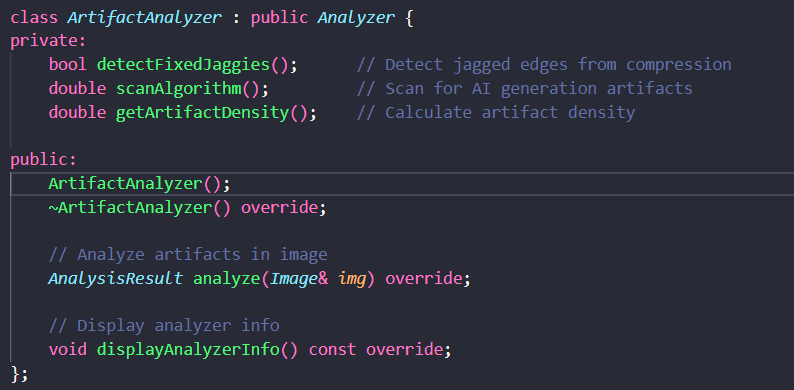 class ArtifactAnalyzer : public Analyzer {
private:
    bool detectFixedJaggies();      // Detect jagged edges from compression
    double scanAlgorithm();         // Scan for AI generation artifacts
    double getArtifactDensity();    // Calculate artifact density

public:
    ArtifactAnalyzer();
    ~ArtifactAnalyzer() override;

    // Analyze artifacts in image
    AnalysisResult analyze(Image& img) override;

    // Display analyzer info
    void displayAnalyzerInfo() const override;
};